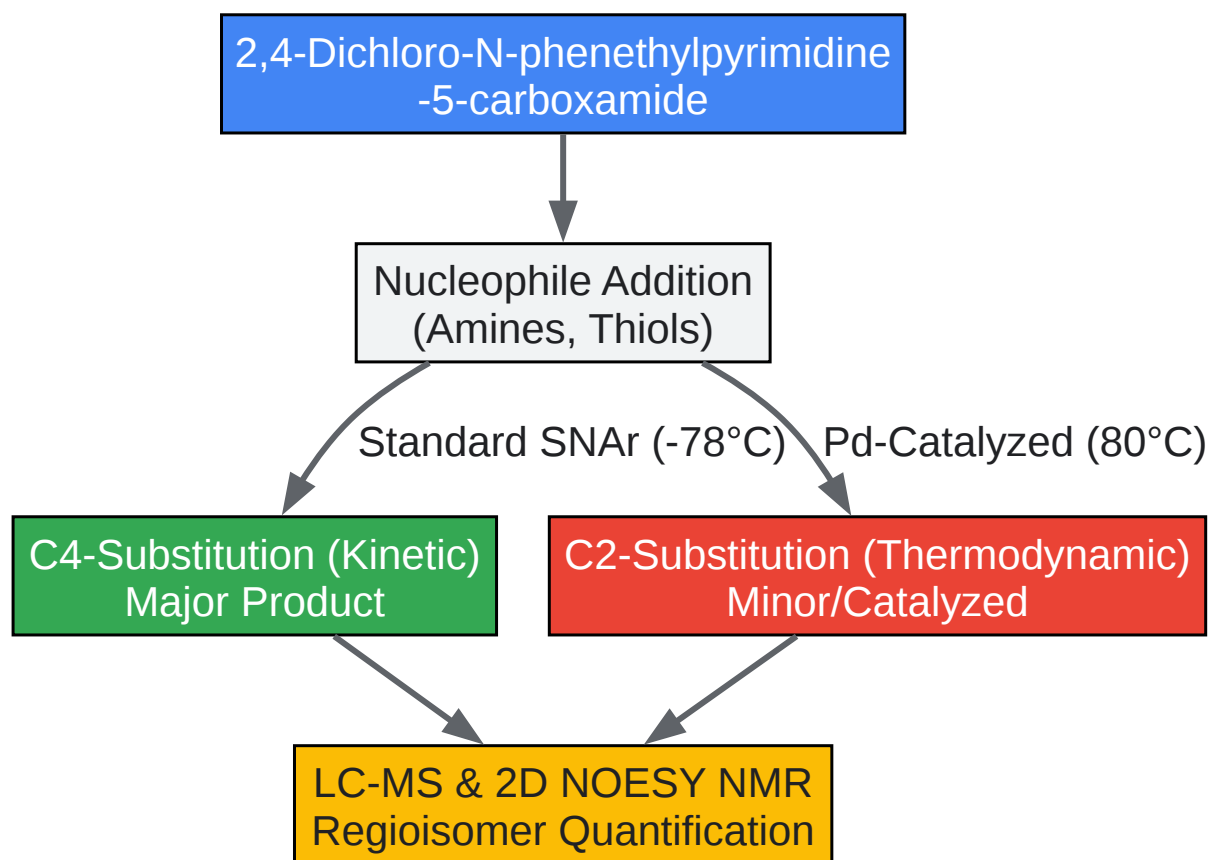 2,4-Dichloro-N-phenethylpyrimidine
-5-carboxamide
Nucleophile Addition
(Amines, Thiols)
Standard SNAr (-78°C)
Pd-Catalyzed (80°C)
C4-Substitution (Kinetic)
Major Product
C2-Substitution (Thermodynamic)
Minor/Catalyzed
LC-MS & 2D NOESY NMR
Regioisomer Quantification